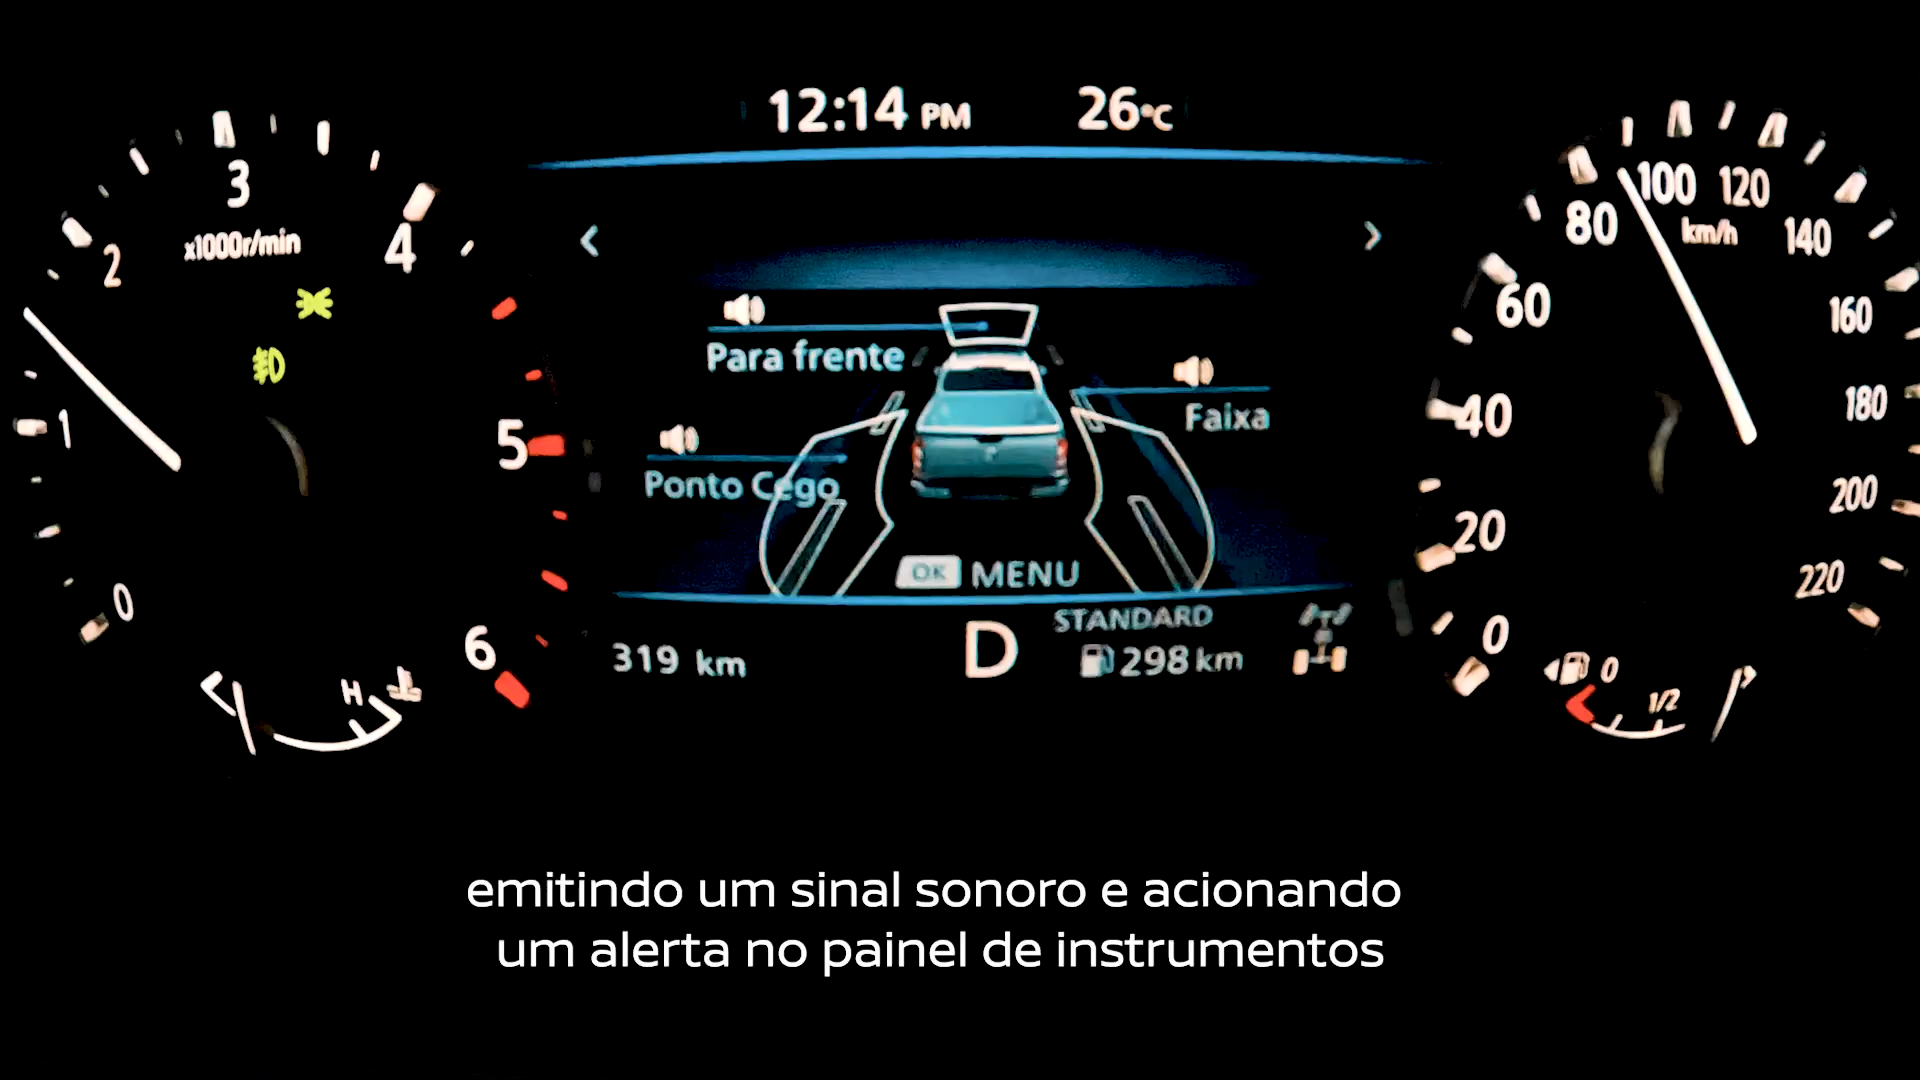 12:14 PM 26°C
3
x1000r/min
2
4
1
5
0
6
H
Para frente
Faixa
Ponto Cego
OK MENU
STANDARD
319 km
D
298 km
100
120
80
km/h
140
60
160
40
180
200
20
220
0
0
1/2
emitindo um sinal sonoro e acionando
um alerta no painel de instrumentos